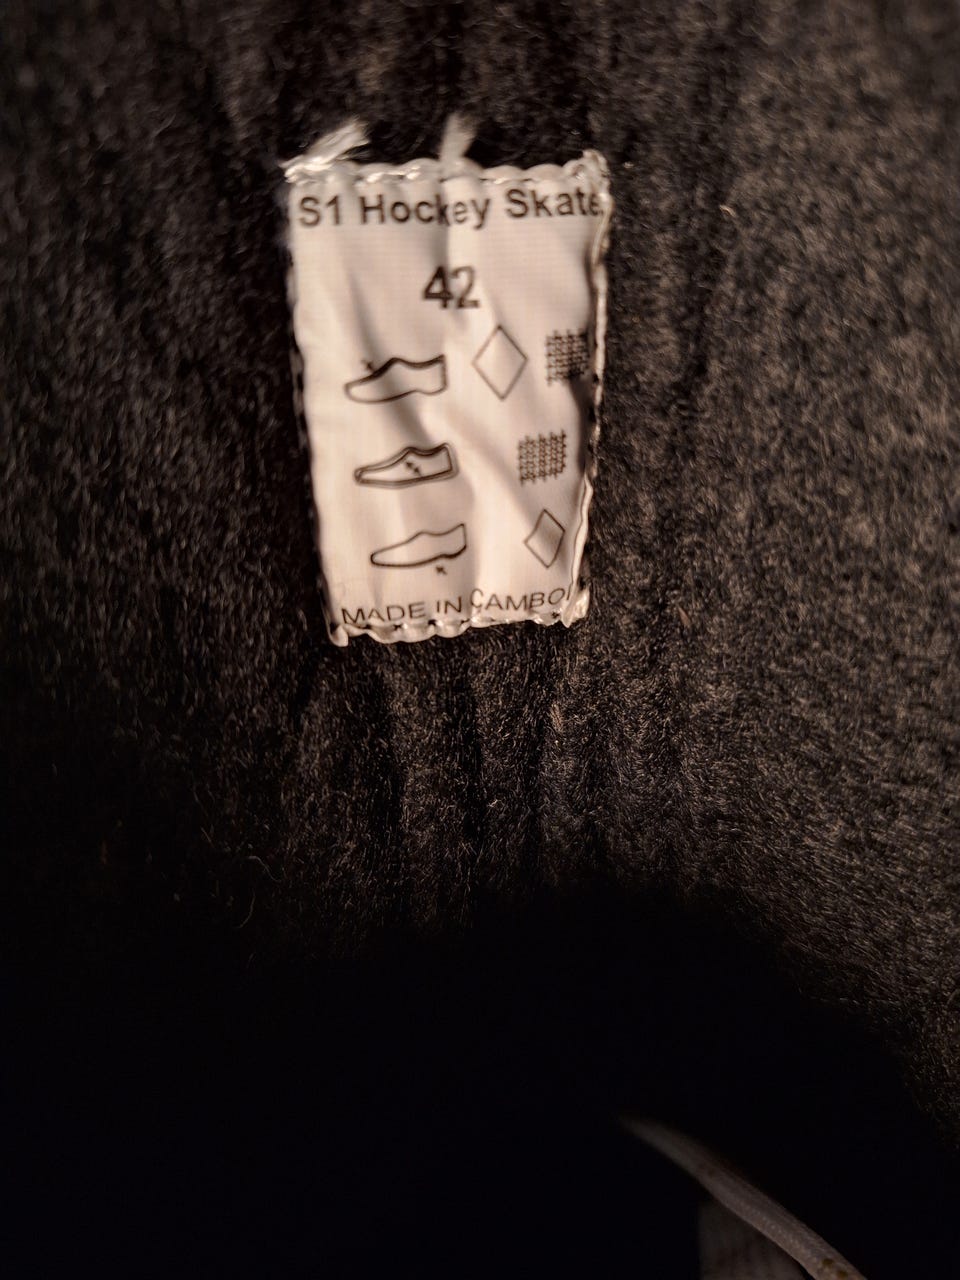 S1 Hockey Skate
42
MADE IN CAMBO